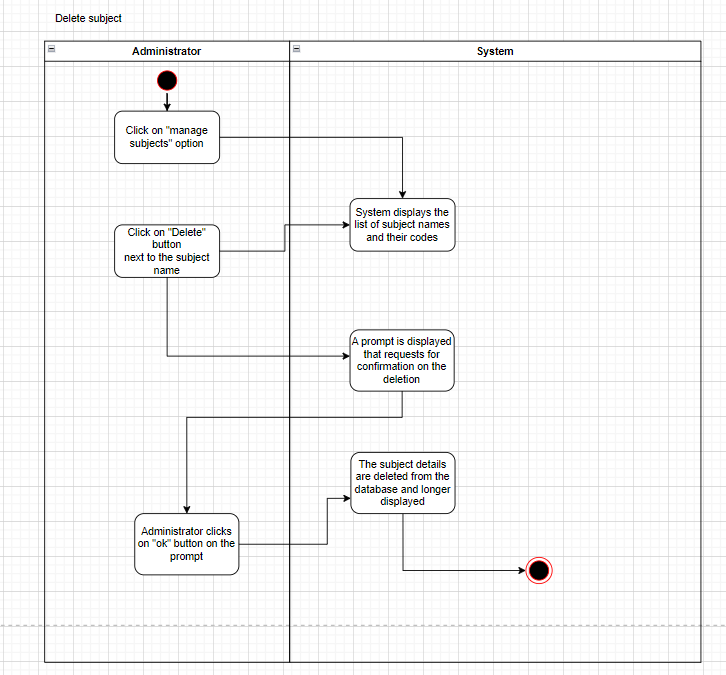 Delete subject
Administrator
System
Click on "manage
subjects" option
System displays the
list of subject names
and their codes
Click on "Delete"
button
next to the subject
name
A prompt is displayed
that requests for
confirmation on the
deletion
The subject details
are deleted from the
database and longer
displayed
Administrator clicks
on "ok" button on the
prompt